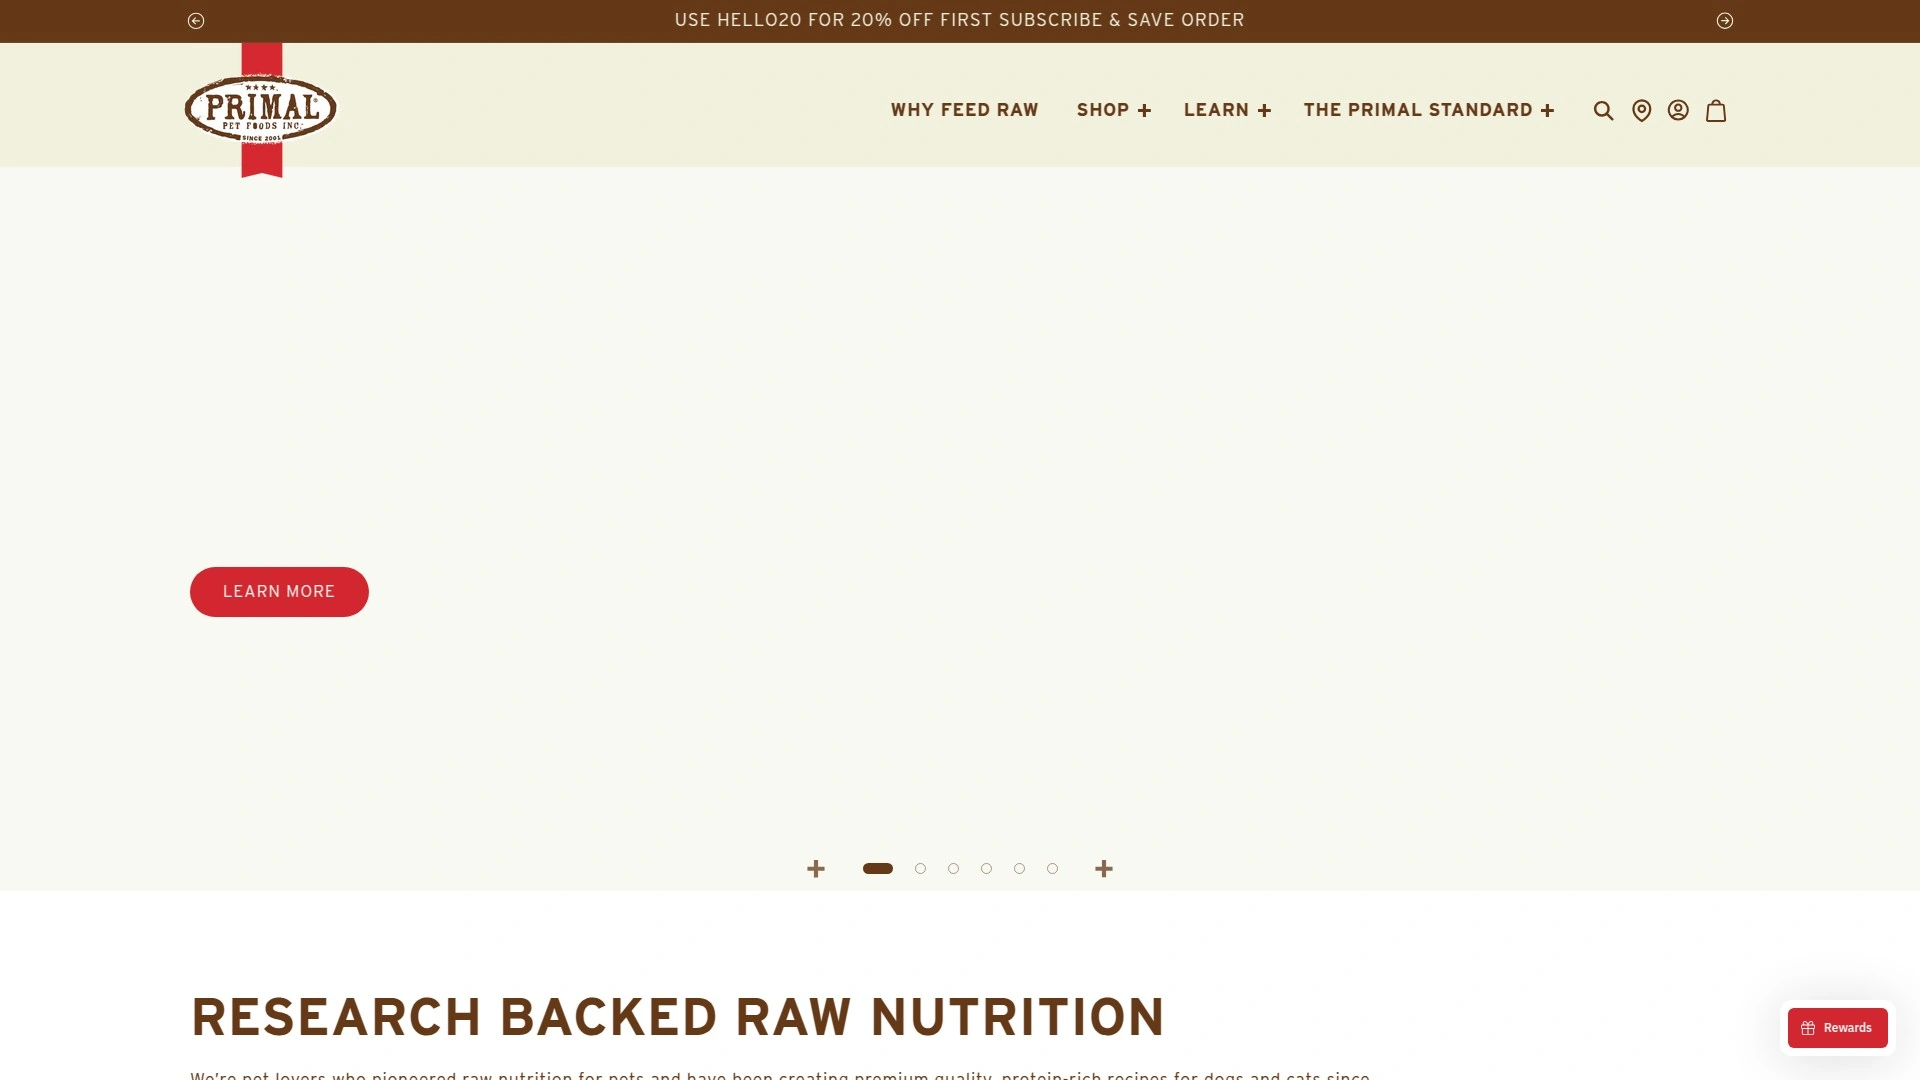 USE HELLO20 FOR 20% OFF FIRST SUBSCRIBE & SAVE ORDER
PRIMAL
PET FOODS INC.
SINCE 2001
WHY FEED RAW
SHOP
LEARN
THE PRIMAL STANDARD
LEARN MORE
RESEARCH BACKED RAW NUTRITION
We're pet lovers who pioneered raw nutrition for pets and have been creating premium quality, protein-rich recipes for dogs and cats since
Rewards